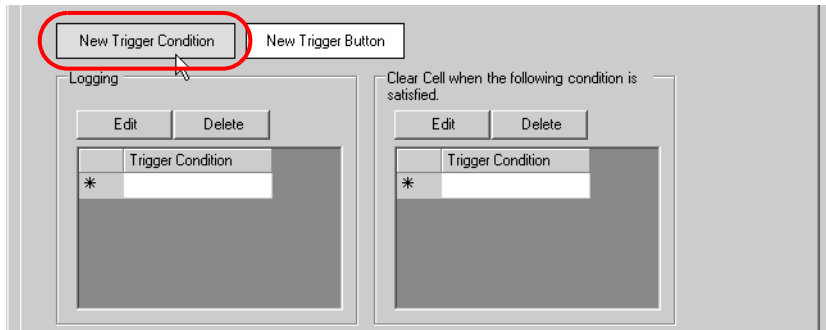 New Trigger Condition New Trigger Button
Logging
Edit Delete
Trigger Condition
*
Clear Cell when the following condition is
satisfied.
Edit Delete
Trigger Condition
*